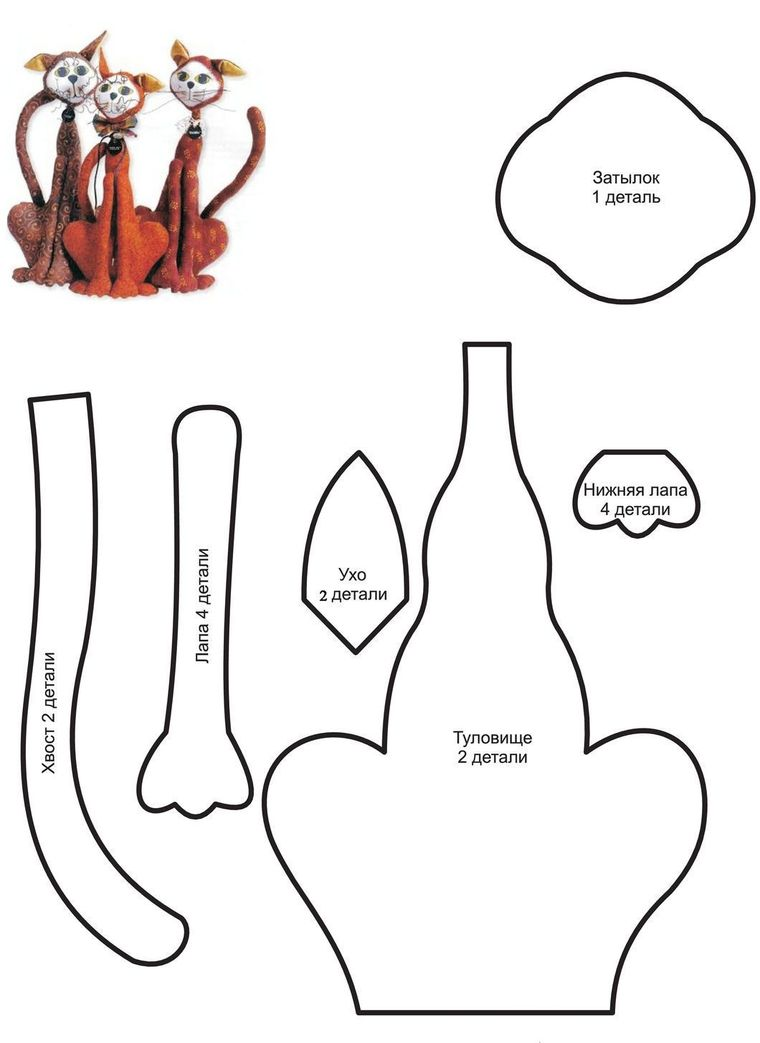 Затылок
1 деталь
Нижняя лапа
4 детали
Ухо
2 детали
Лапа 4 детали
Хвост 2 детали
Туловище
2 детали